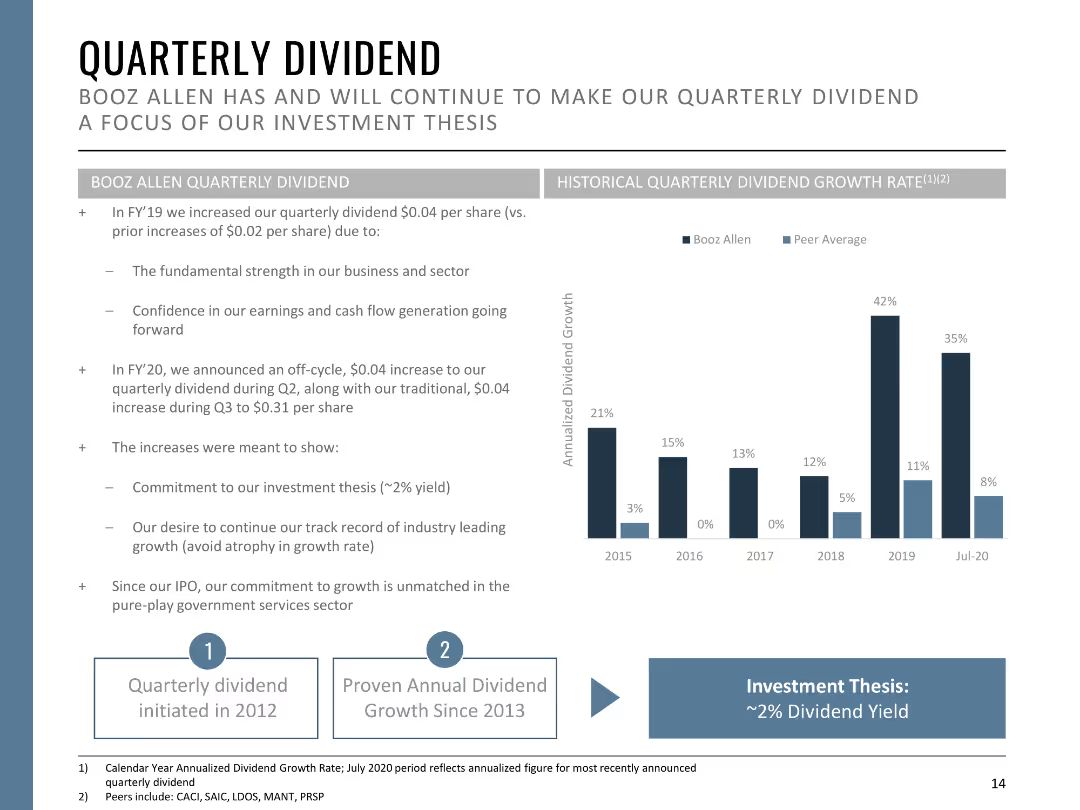 QUARTERLY DIVIDEND
BOOZ ALLEN HAS AND WILL CONTINUE TO MAKE OUR QUARTERLY DIVIDEND
A FOCUS OF OUR INVESTMENT THESIS
BOOZ ALLEN QUARTERLY DIVIDEND
+ In FY'19 we increased our quarterly dividend $0.04 per share (vs.
prior increases of $0.02 per share) due to:
– The fundamental strength in our business and sector
– Confidence in our earnings and cash flow generation going
forward
+ In FY'20, we announced an off-cycle, $0.04 increase to our
quarterly dividend during Q2, along with our traditional, $0.04
increase during Q3 to $0.31 per share
+ The increases were meant to show:
– Commitment to our investment thesis (~2% yield)
– Our desire to continue our track record of industry leading
growth (avoid atrophy in growth rate)
+ Since our IPO, our commitment to growth is unmatched in the
pure-play government services sector
HISTORICAL QUARTERLY DIVIDEND GROWTH RATE(1)(2)
Booz Allen Peer Average
Annualized Dividend Growth
21% 3% 15% 0% 13% 0% 12% 5% 42% 11% 35% 8%
2015 2016 2017 2018 2019 Jul-20
1
Quarterly dividend
initiated in 2012
2
Proven Annual Dividend
Growth Since 2013
Investment Thesis:
~2% Dividend Yield
1) Calendar Year Annualized Dividend Growth Rate; July 2020 period reflects annualized figure for most recently announced
quarterly dividend
2) Peers include: CACI, SAIC, LDOS, MANT, PRSP
14